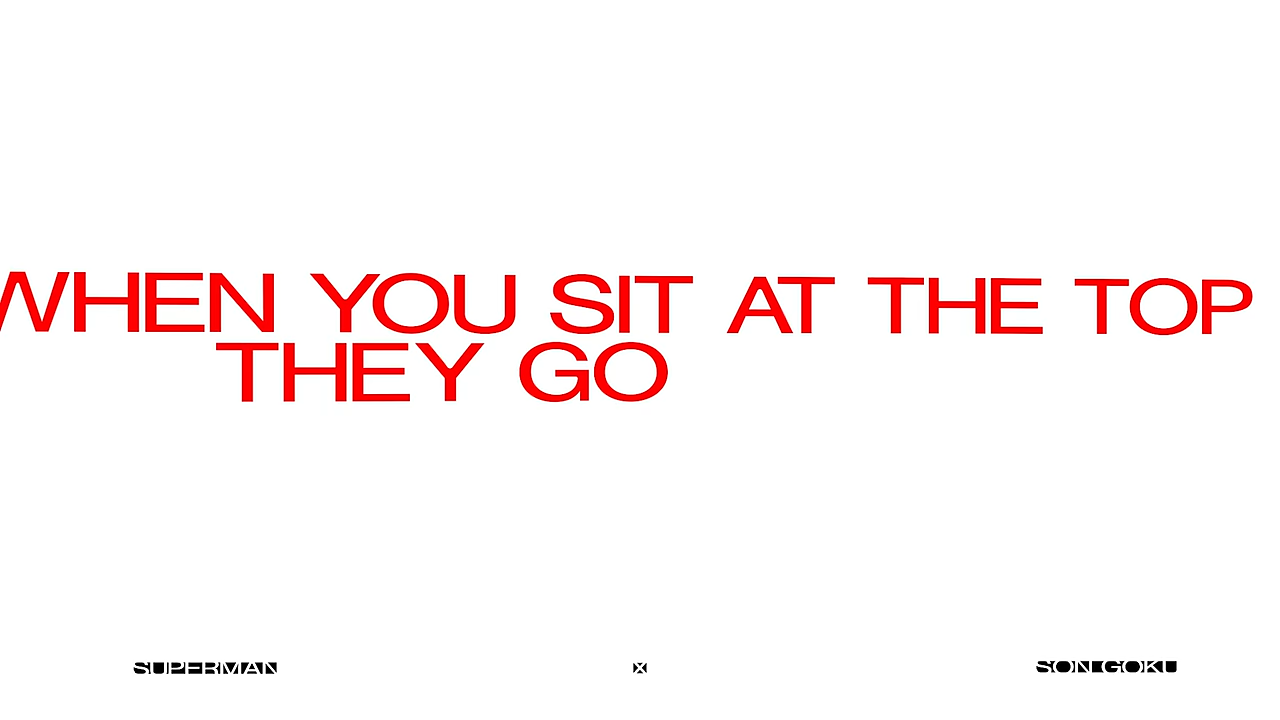 WHEN YOU SIT AT THE TOP
THEY GO
SUPERMAN
X
SON GOKU